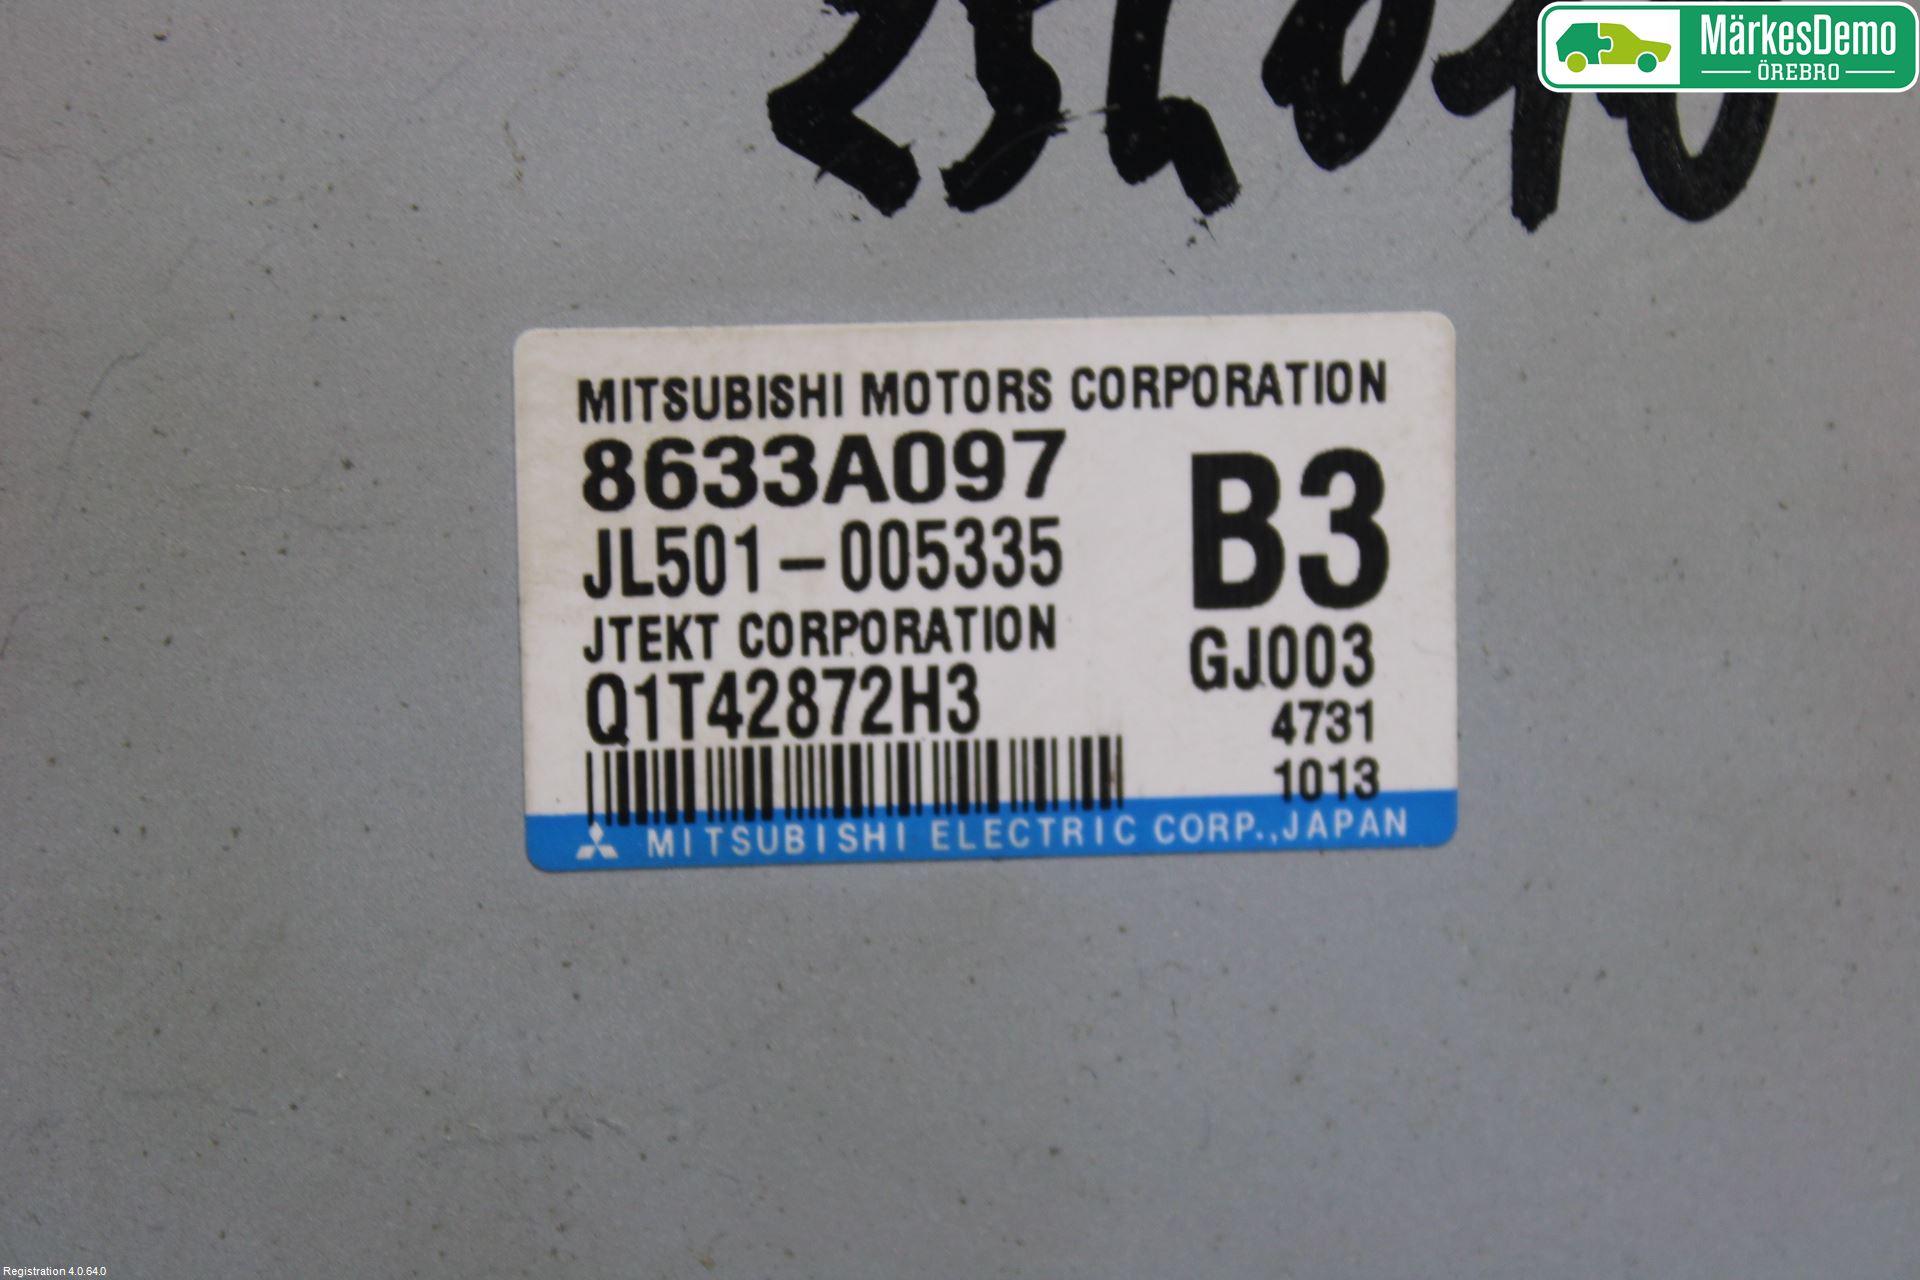 MärkesDemo
ÖREBRO
MITSUBISHI MOTORS CORPORATION
8633A097
B3
JL501-005335
JTEKT CORPORATION
GJ003
Q1T42872H3
4731
1013
MITSUBISHI ELECTRIC CORP.,JAPAN
Registration 4.0.64.0